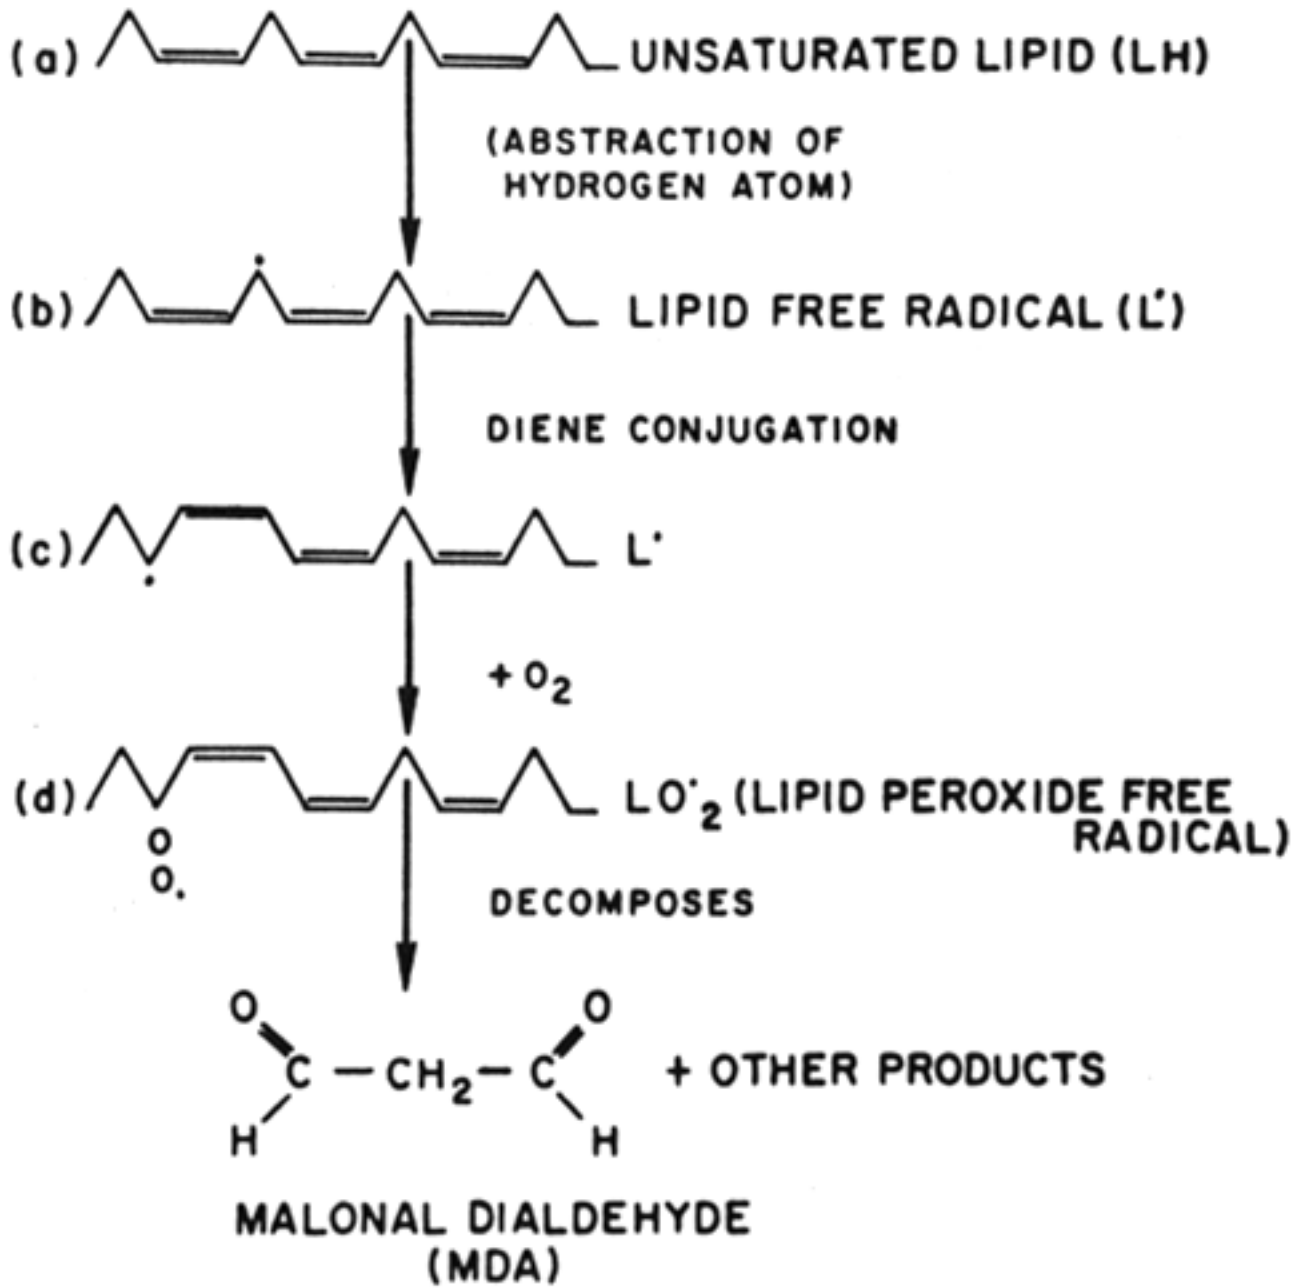 (a) UNSATURATED LIPID (LH)
(ABSTRACTION OF
HYDROGEN ATOM)
(b) LIPID FREE RADICAL (L˙)
DIENE CONJUGATION
(c) L˙
+ O₂
(d) LO˙₂ (LIPID PEROXIDE FREE
RADICAL)
O
O.
DECOMPOSES
O O
C – CH₂ – C + OTHER PRODUCTS
H H
MALONAL DIALDEHYDE
(MDA)